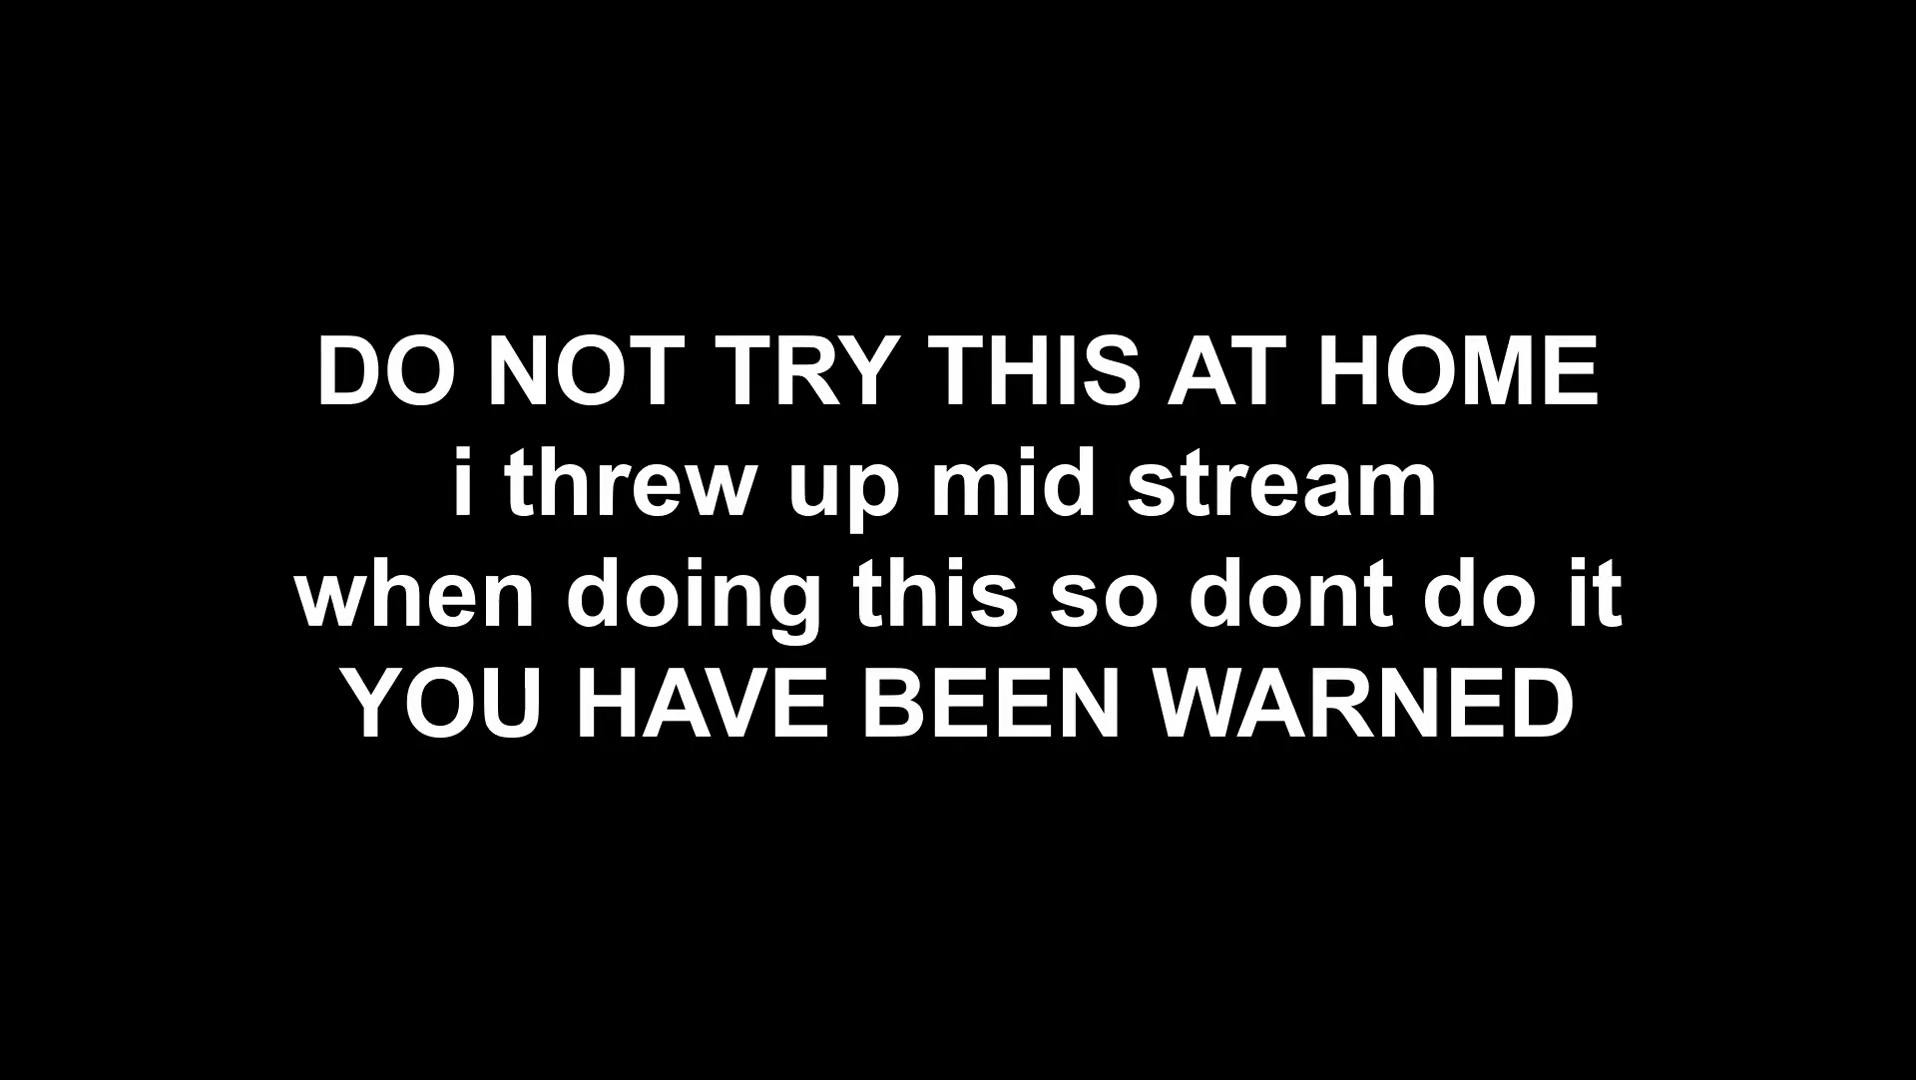 DO NOT TRY THIS AT HOME
i threw up mid stream
when doing this so dont do it
YOU HAVE BEEN WARNED